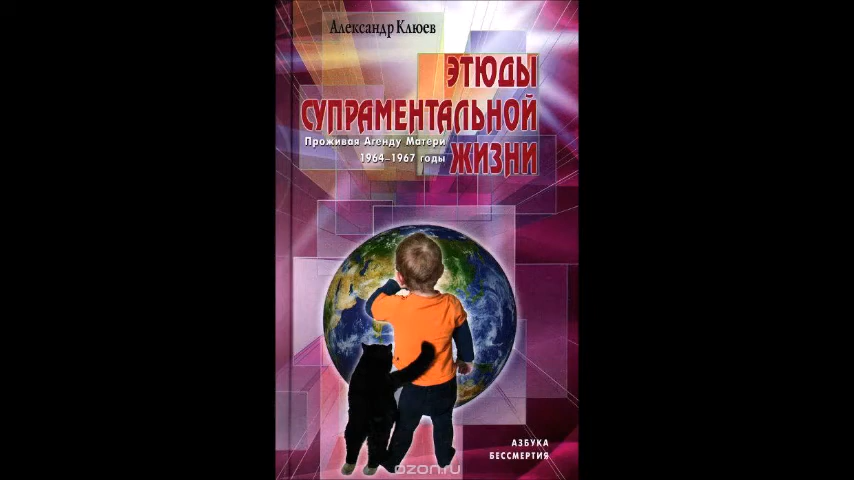 Александр Клюев
ЭТЮДЫ
СУПРАМЕНТАЛЬНОЙ
Проживая Агенду Матери
1964–1967 годы
ЖИЗНИ
АЗБУКА
БЕССМЕРТИЯ
ozon.ru